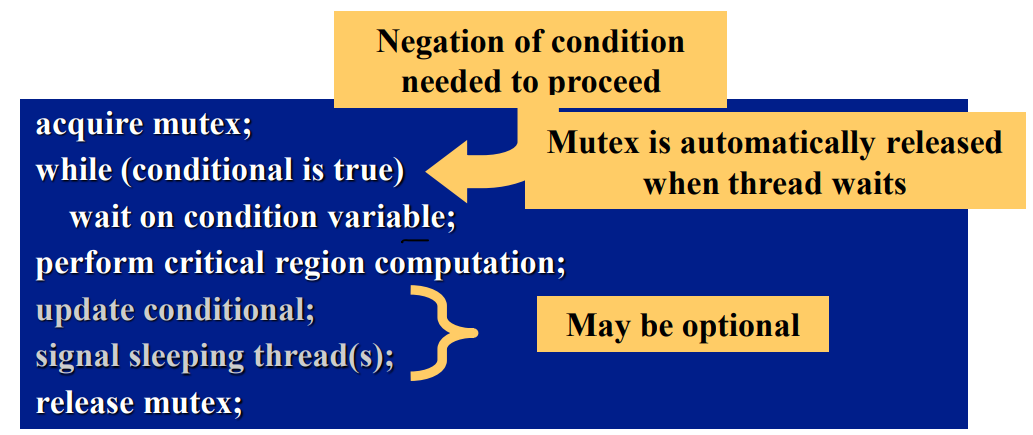 Negation of condition
needed to proceed
acquire mutex;
Mutex is automatically released
when thread waits
while (conditional is true)
wait on condition variable;
perform critical region computation;
update conditional;
signal sleeping thread(s);
May be optional
release mutex;